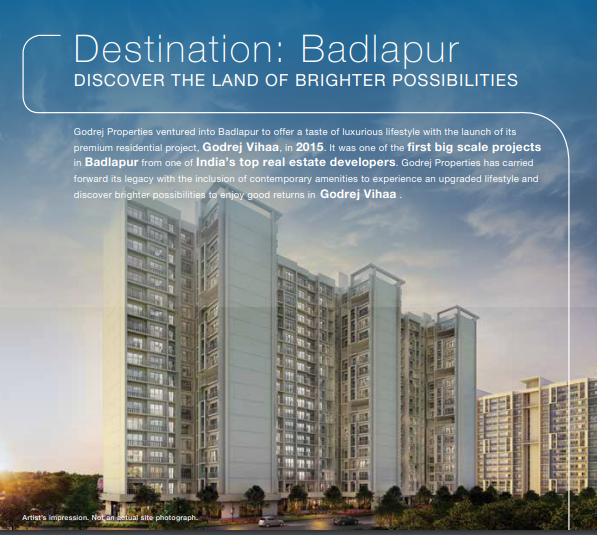 Destination: Badlapur
DISCOVER THE LAND OF BRIGHTER POSSIBILITIES
Godrej Properties ventured into Badlapur to offer a taste of luxurious lifestyle with the launch of its
premium residential project, Godrej Vihaa, in 2015. It was one of the first big scale projects
in Badlapur from one of India's top real estate developers. Godrej Properties has carried
forward its legacy with the inclusion of contemporary amenities to experience an upgraded lifestyle and
discover brighter possibilities to enjoy good returns in Godrej Vihaa .
Artist's impression. Not an actual site photograph.